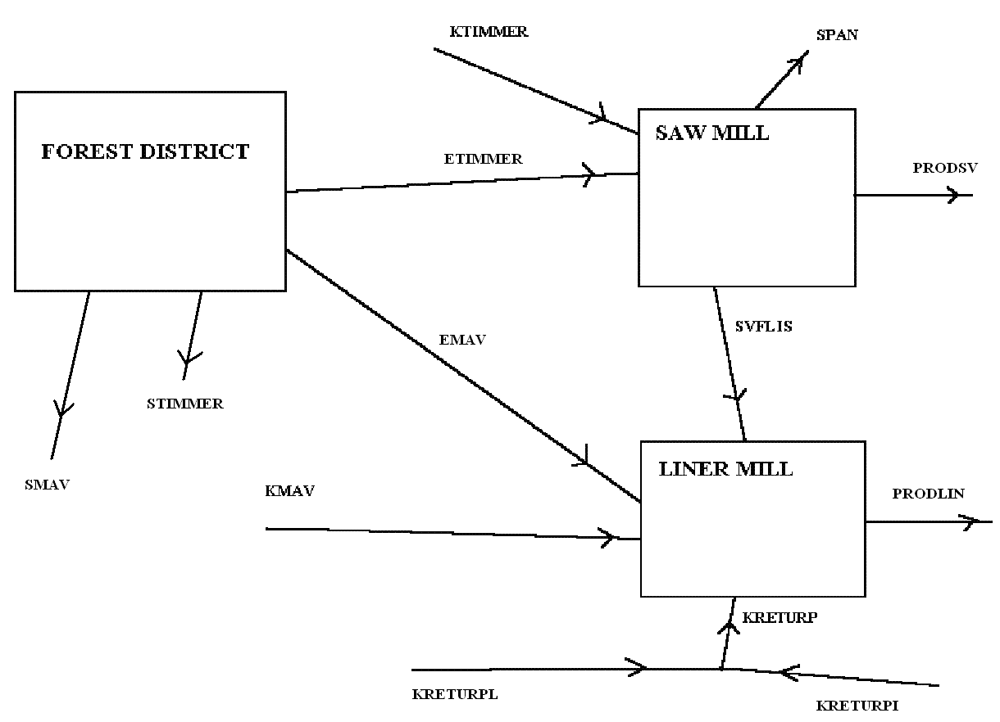 KTIMMER
SPAN
FOREST DISTRICT
SAW MILL
ETIMMER
PRODSV
EMAV
SVFLIS
STIMMER
SMAV
KMAV
LINER MILL
PRODLIN
KRETURP
KRETURPL
KRETURPI